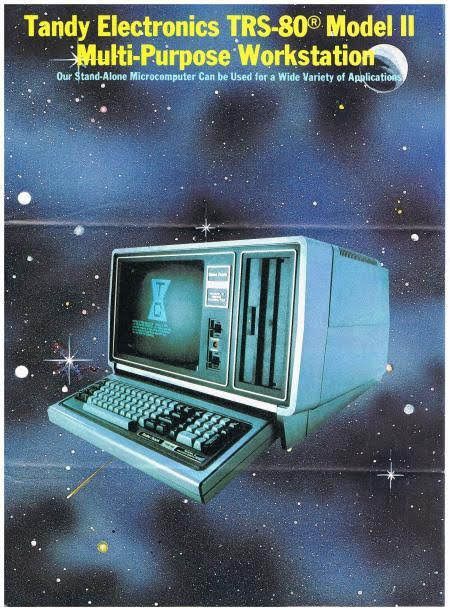 Tandy Electronics TRS-80® Model II
Multi-Purpose Workstation
Our Stand-Alone Microcomputer Can be Used for a Wide Variety of Applications